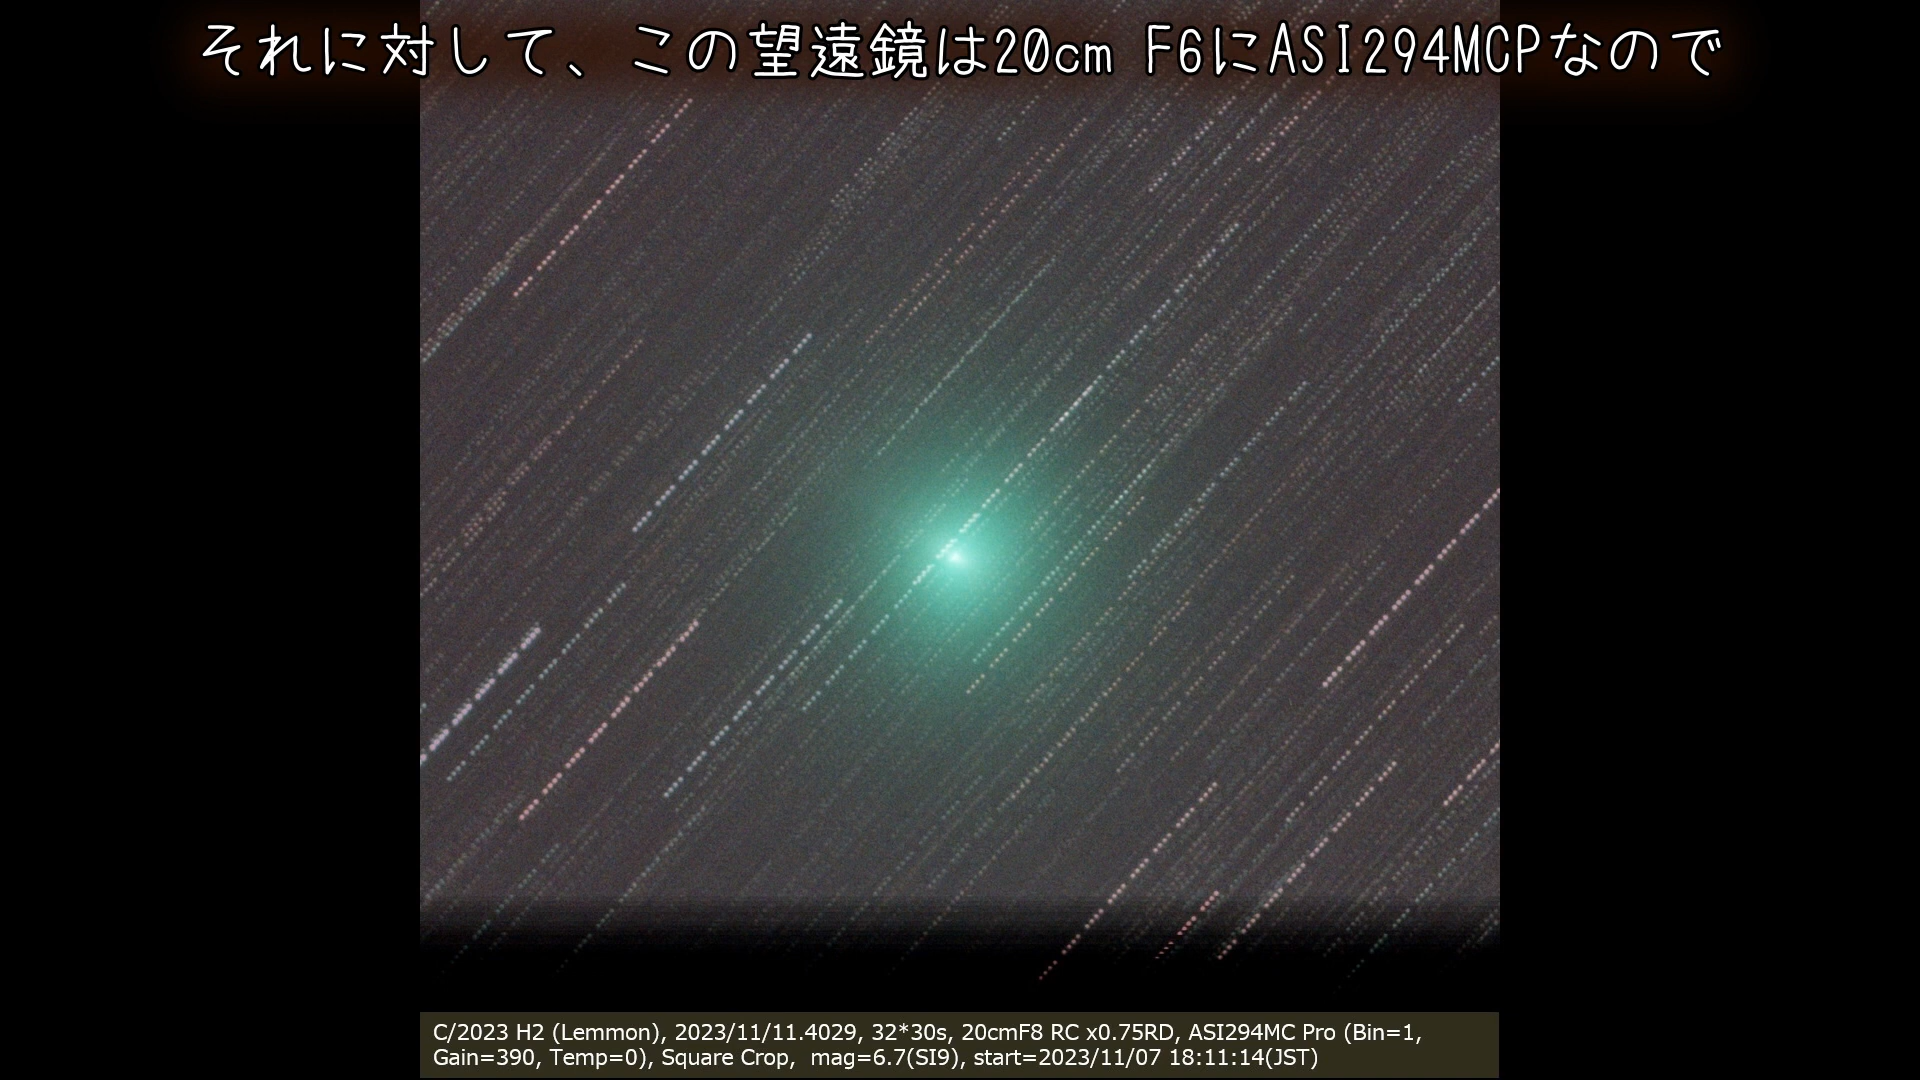 それに対して、この望遠鏡は20cm F6にASI294MCPなので
C/2023 H2 (Lemmon), 2023/11/11.4029, 32*30s, 20cmF8 RC x0.75RD, ASI294MC Pro (Bin=1,
Gain=390, Temp=0), Square Crop,  mag=6.7(SI9), start=2023/11/07 18:11:14(JST)